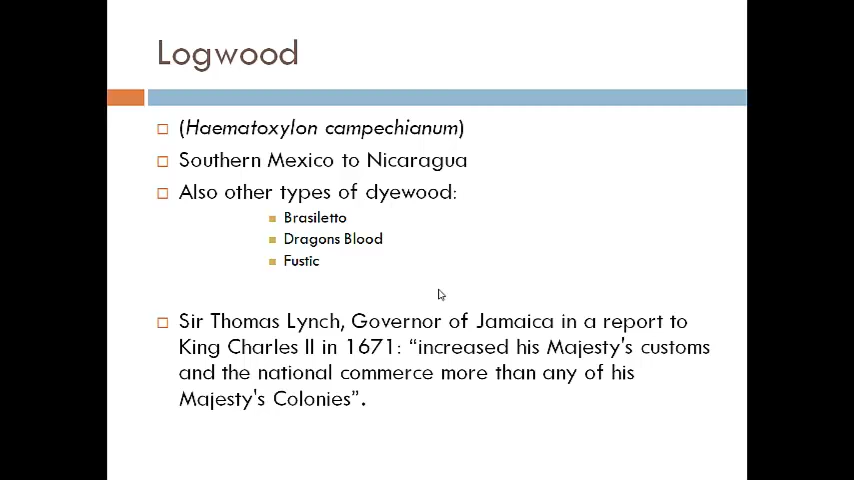 Logwood
(Haematoxylon campechianum)
Southern Mexico to Nicaragua
Also other types of dyewood:
Brasiletto
Dragons Blood
Fustic
Sir Thomas Lynch, Governor of Jamaica in a report to
King Charles II in 1671: “increased his Majesty's customs
and the national commerce more than any of his
Majesty's Colonies”.